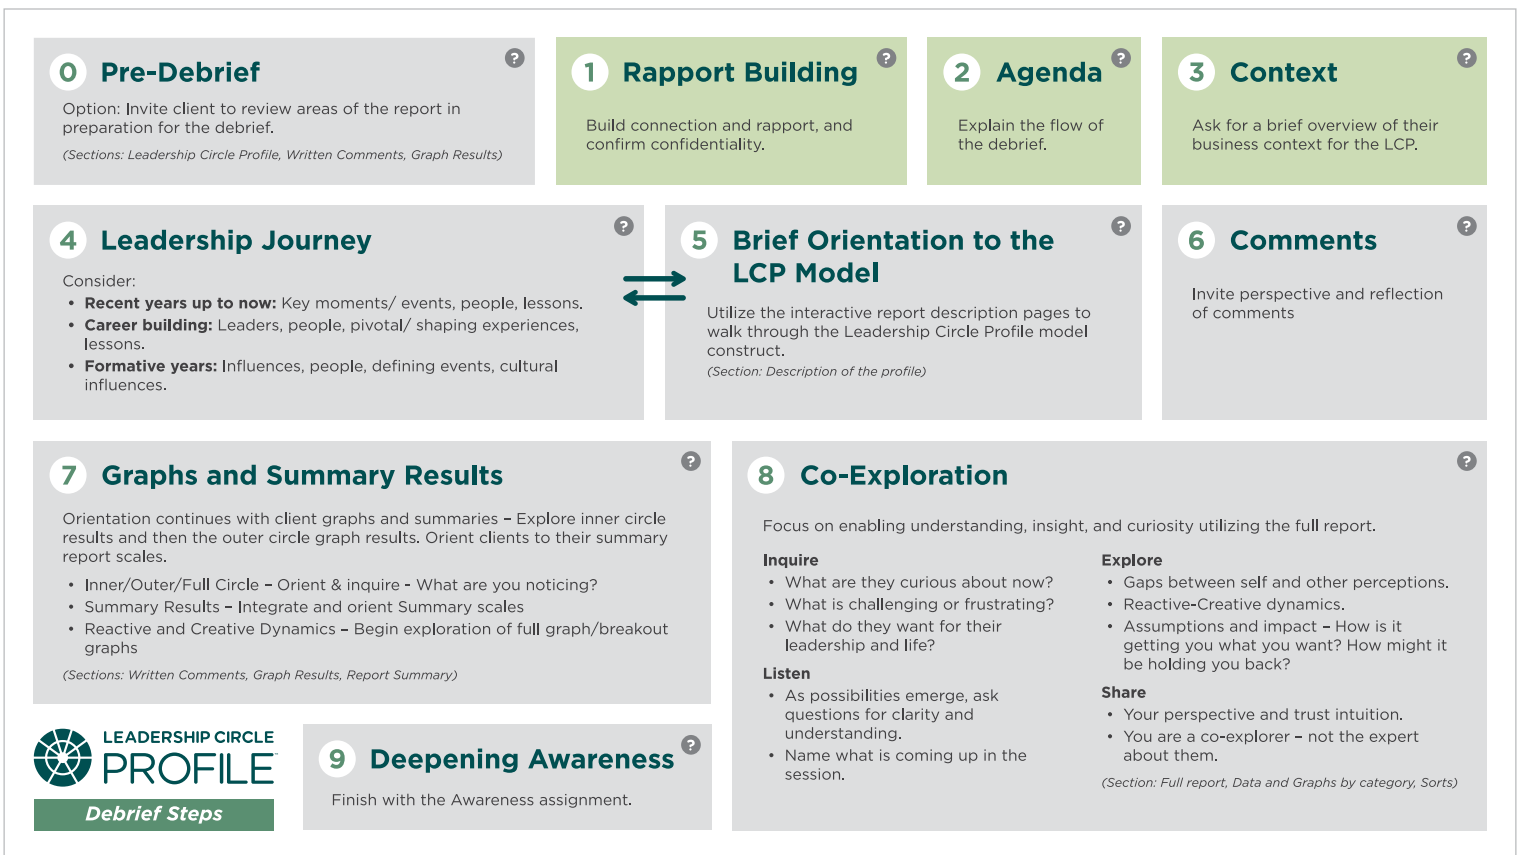 0 Pre-Debrief ?
Option: Invite client to review areas of the report in
preparation for the debrief.
(Sections: Leadership Circle Profile, Written Comments, Graph Results)
1 Rapport Building ?
Build connection and rapport, and
confirm confidentiality.
2 Agenda ?
Explain the flow of
the debrief.
3 Context ?
Ask for a brief overview of their
business context for the LCP.
4 Leadership Journey ?
Consider:
• Recent years up to now: Key moments/ events, people, lessons.
• Career building: Leaders, people, pivotal/ shaping experiences,
lessons.
• Formative years: Influences, people, defining events, cultural
influences.
5 Brief Orientation to the ?
LCP Model
Utilize the interactive report description pages to
walk through the Leadership Circle Profile model
construct.
(Section: Description of the profile)
6 Comments ?
Invite perspective and reflection
of comments
7 Graphs and Summary Results ?
Orientation continues with client graphs and summaries – Explore inner circle
results and then the outer circle graph results. Orient clients to their summary
report scales.
• Inner/Outer/Full Circle – Orient & inquire - What are you noticing?
• Summary Results – Integrate and orient Summary scales
• Reactive and Creative Dynamics – Begin exploration of full graph/breakout
graphs
(Sections: Written Comments, Graph Results, Report Summary)
8 Co-Exploration ?
Focus on enabling understanding, insight, and curiosity utilizing the full report.
Inquire
• What are they curious about now?
• What is challenging or frustrating?
• What do they want for their
leadership and life?
Listen
• As possibilities emerge, ask
questions for clarity and
understanding.
• Name what is coming up in the
session.
Explore
• Gaps between self and other perceptions.
• Reactive-Creative dynamics.
• Assumptions and impact – How is it
getting you what you want? How might it
be holding you back?
Share
• Your perspective and trust intuition.
• You are a co-explorer – not the expert
about them.
(Section: Full report, Data and Graphs by category, Sorts)
LEADERSHIP CIRCLE
PROFILE™
Debrief Steps
9 Deepening Awareness ?
Finish with the Awareness assignment.